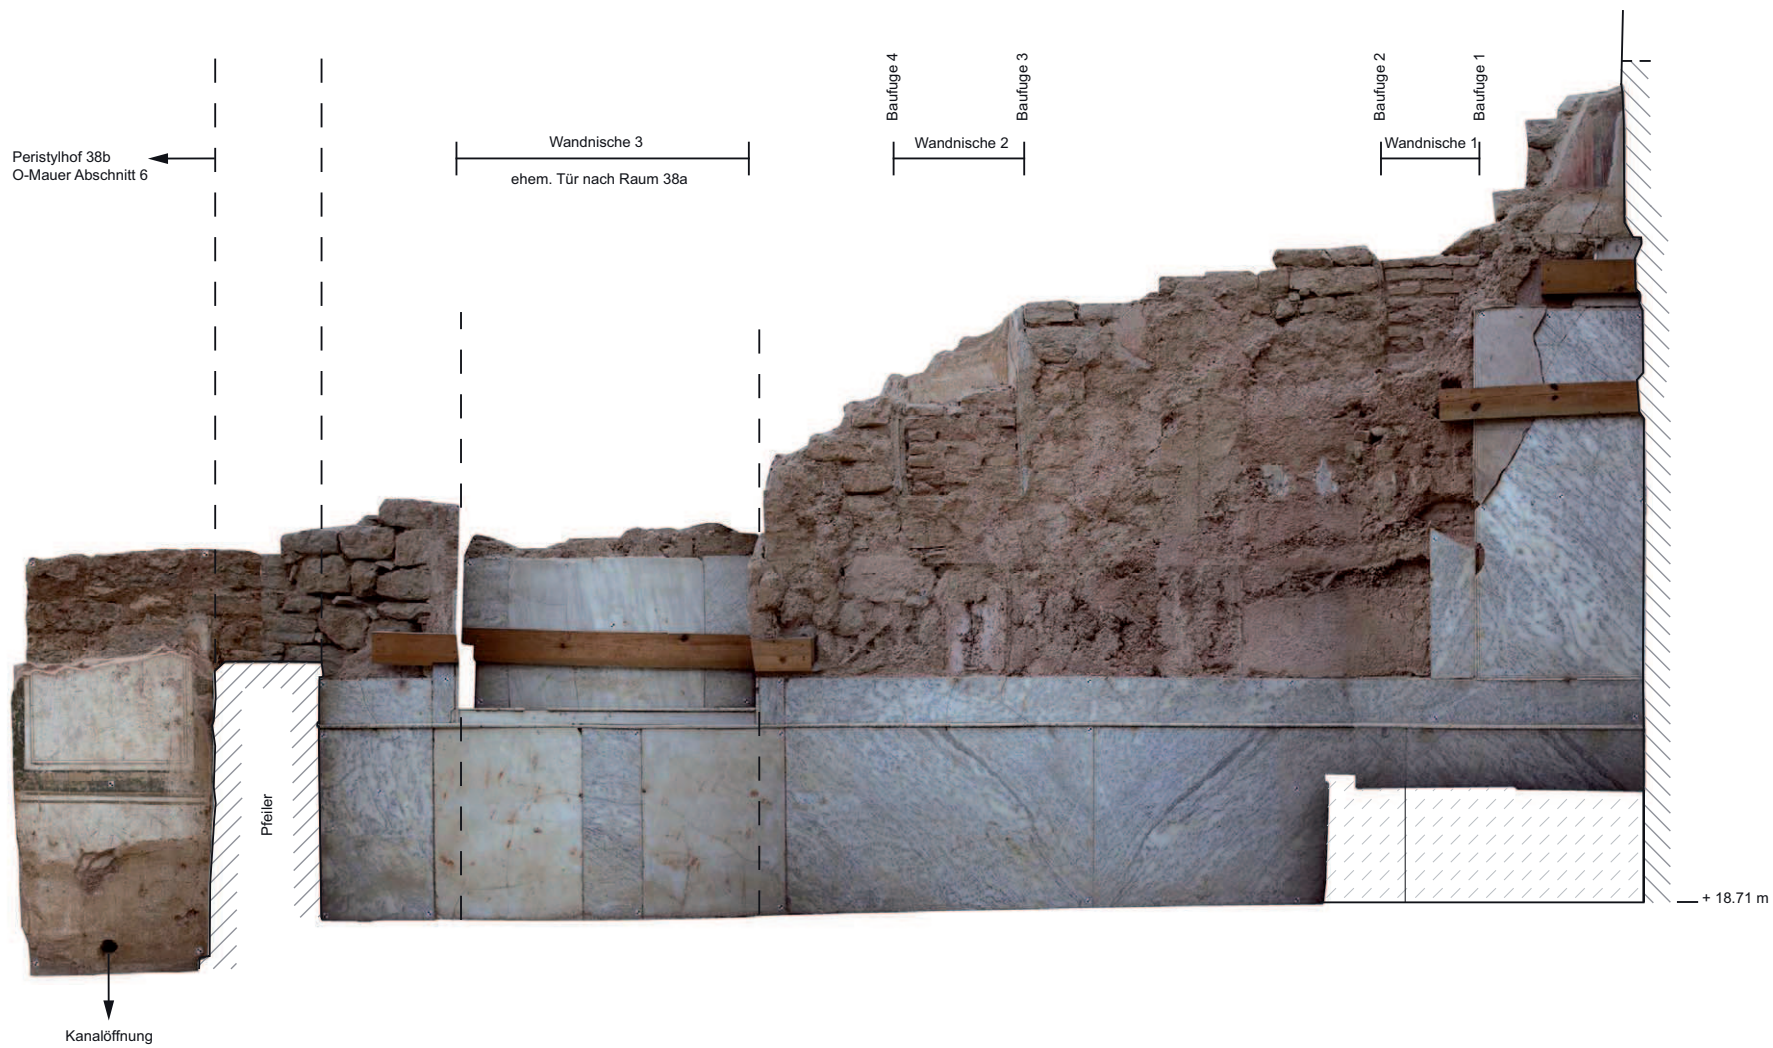 Baufuge 4
Baufuge 3
Baufuge 2
Baufuge 1
Wandnische 3
Wandnische 2
Wandnische 1
Peristylhof 38b
O-Mauer Abschnitt 6
ehem. Tür nach Raum 38a
Pfeiler
+ 18.71 m
Kanalöffnung